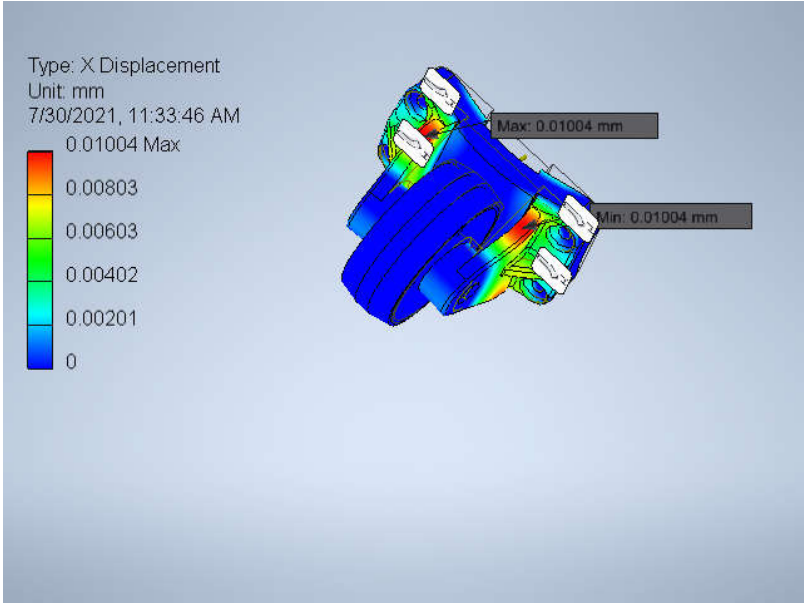 Type: X Displacement
Unit: mm
7/30/2021, 11:33:46 AM
0.01004 Max
0.00803
0.00603
0.00402
0.00201
0
Max: 0.01004 mm
Min: 0.01004 mm